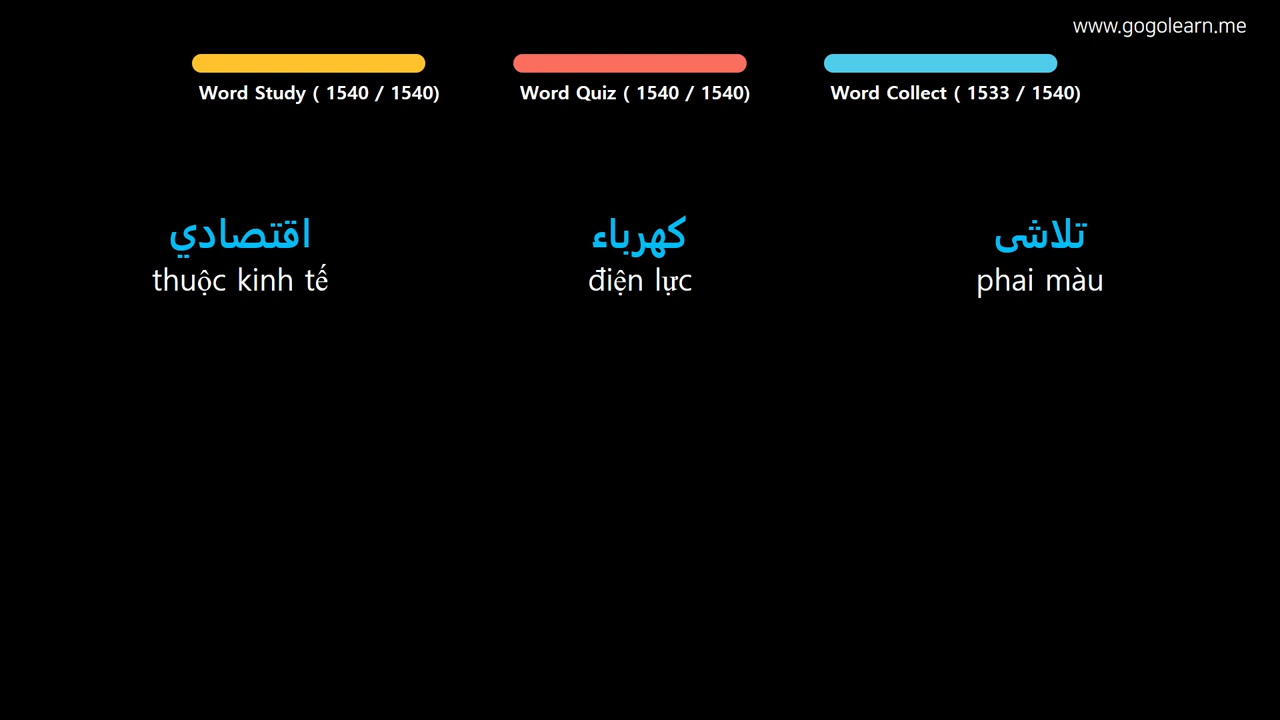 www.gogolearn.me
Word Study ( 1540 / 1540)
Word Quiz ( 1540 / 1540)
Word Collect ( 1533 / 1540)
اقتصادي
thuộc kinh tế
كهرباء
điện lực
تلاشى
phai màu